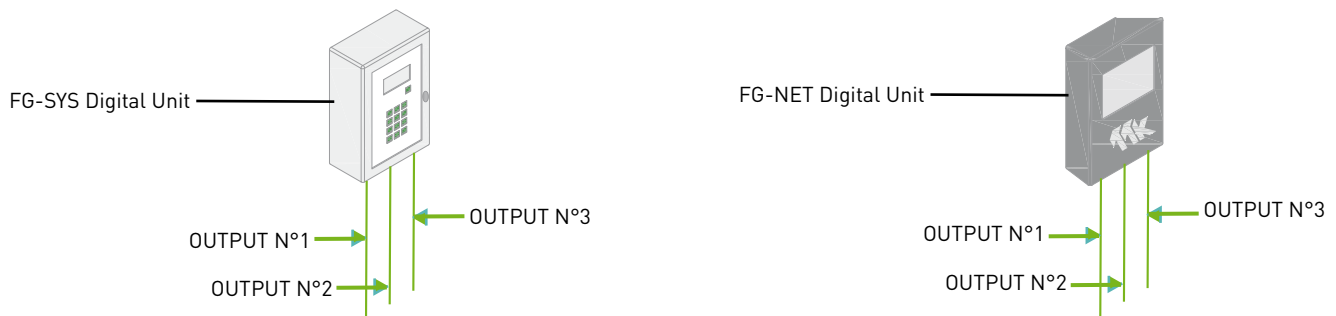 FG-SYS Digital Unit
OUTPUT N°3
OUTPUT N°1
OUTPUT N°2
FG-NET Digital Unit
OUTPUT N°3
OUTPUT N°1
OUTPUT N°2